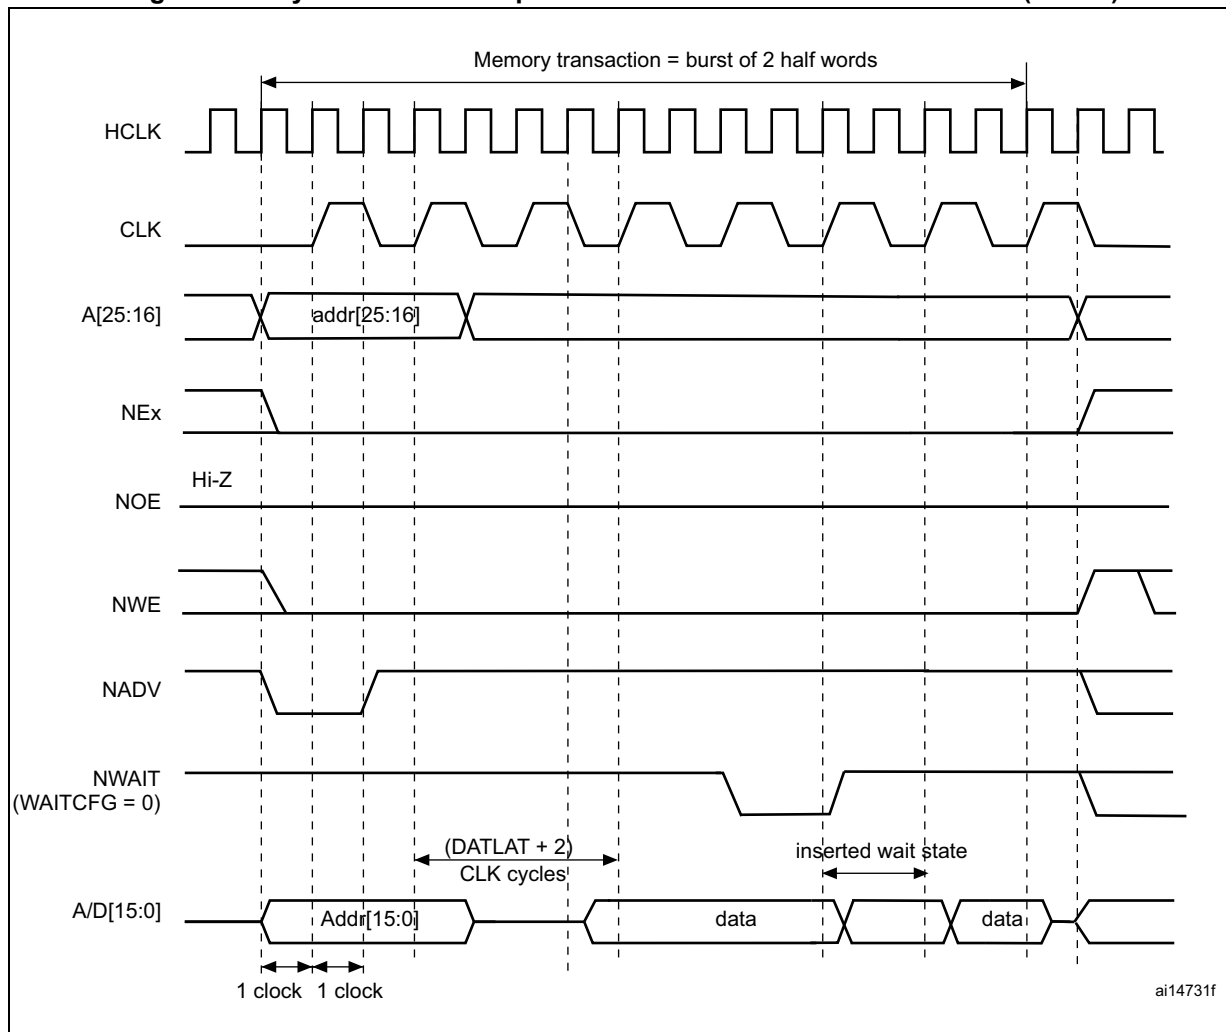 Memory transaction = burst of 2 half words
HCLK
CLK
A[25:16]
addr[25:16]
NEx
Hi-Z
NOE
NWE
NADV
NWAIT
(WAITCFG = 0)
(DATLAT + 2)
CLK cycles
inserted wait state
A/D[15:0]
Addr[15:0]
data
data
1 clock
1 clock
ai14731f